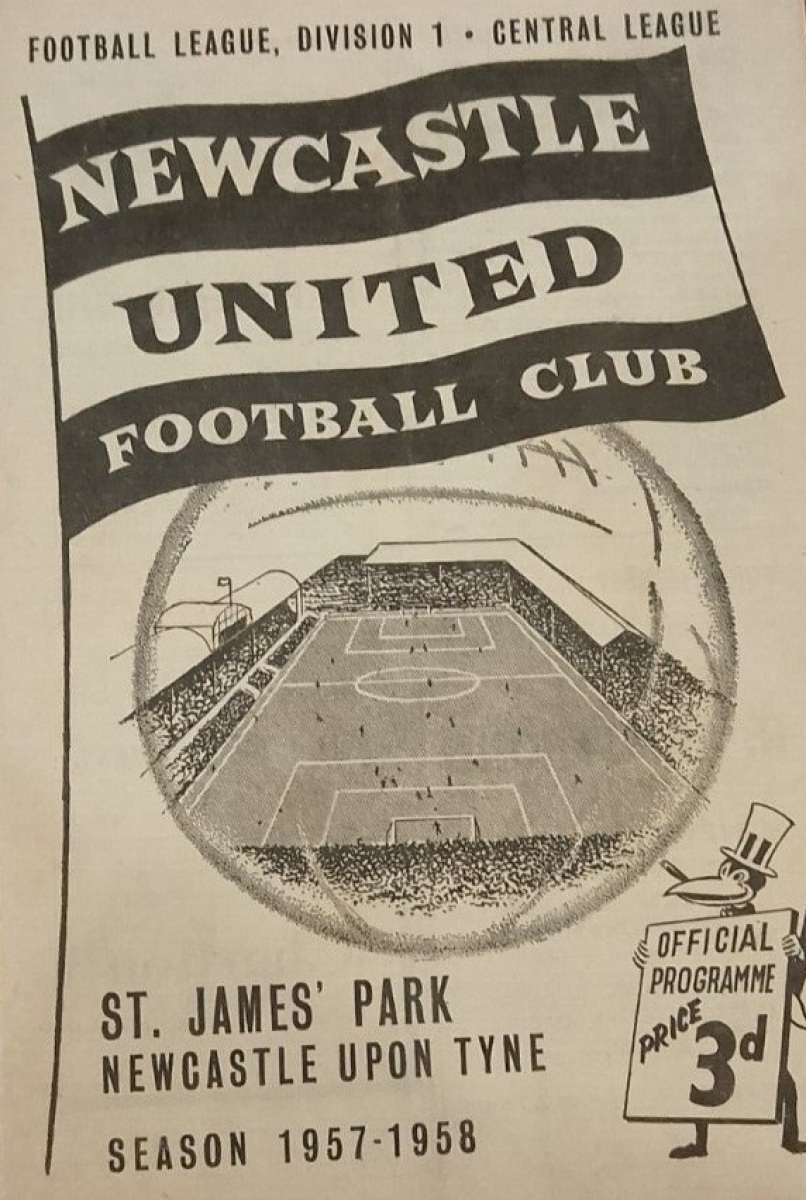 FOOTBALL LEAGUE, DIVISION 1 • CENTRAL LEAGUE
NEWCASTLE
UNITED
FOOTBALL CLUB
ST. JAMES' PARK
NEWCASTLE UPON TYNE
SEASON 1957-1958
OFFICIAL
PROGRAMME
PRICE
3d